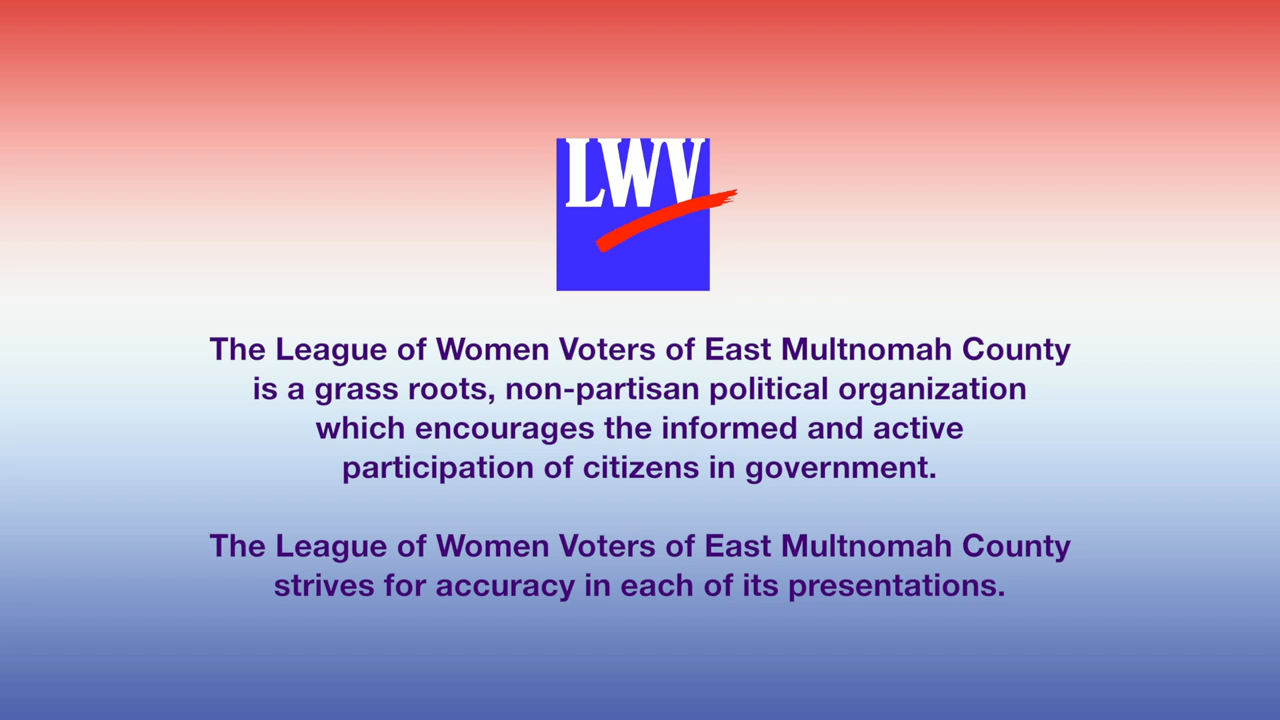 LWV
The League of Women Voters of East Multnomah County
is a grass roots, non-partisan political organization
which encourages the informed and active
participation of citizens in government.
The League of Women Voters of East Multnomah County
strives for accuracy in each of its presentations.